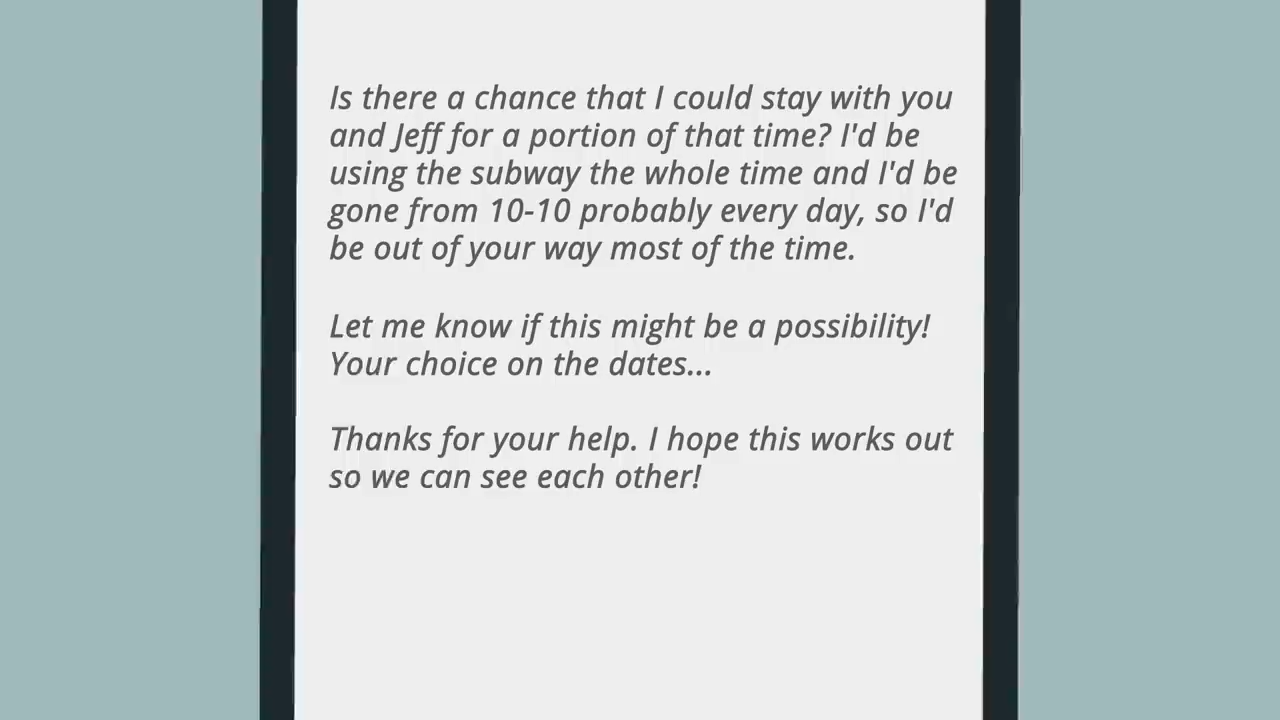 Is there a chance that I could stay with you
and Jeff for a portion of that time? I'd be
using the subway the whole time and I'd be
gone from 10-10 probably every day, so I'd
be out of your way most of the time.
Let me know if this might be a possibility!
Your choice on the dates...
Thanks for your help. I hope this works out
so we can see each other!